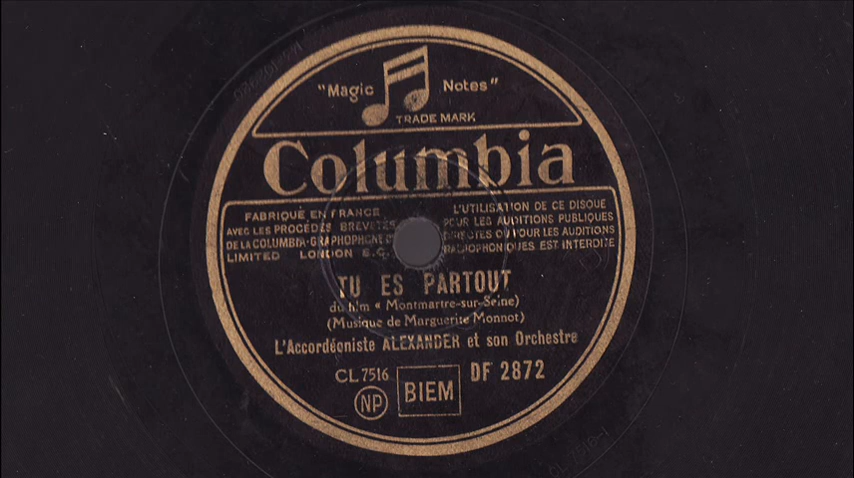 "Magic Notes"
TRADE MARK
Columbia
FABRIQUÉ EN FRANCE
AVEC LES PROCÉDÉS BREVETÉS
DE LA COLUMBIA-GRAPHOPHONE
LIMITED LONDON E.C.
L'UTILISATION DE CE DISQUE
POUR LES AUDITIONS PUBLIQUES
DIRECTES OU POUR LES AUDITIONS
RADIOPHONIQUES EST INTERDITE
TU ES PARTOUT
du film « Montmartre-sur-Seine)
(Musique de Marguerite Monnot)
L'Accordéoniste ALEXANDER et son Orchestre
CL 7516
NP
BIEM
DF 2872
CL 7516-1